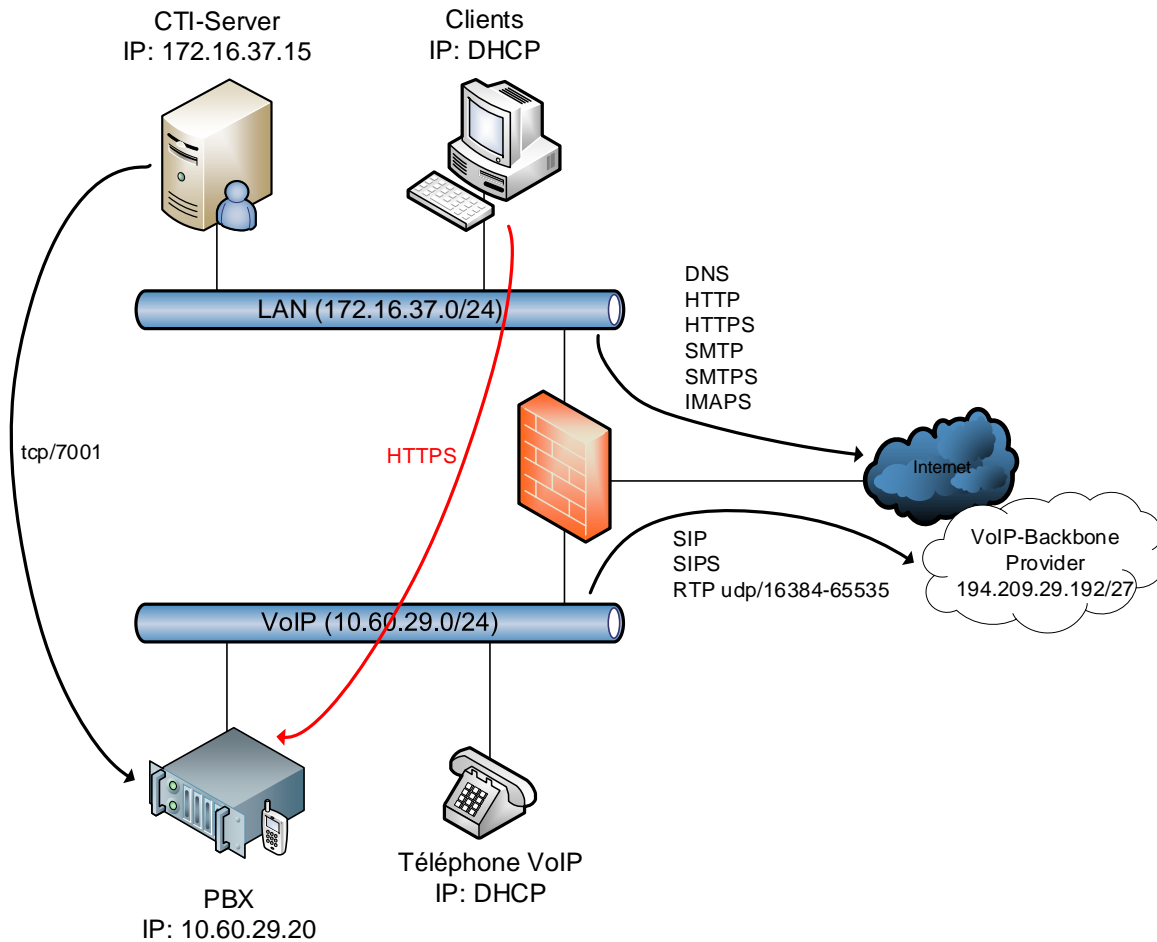 CTI-Server
IP: 172.16.37.15
Clients
IP: DHCP
LAN (172.16.37.0/24)
DNS
HTTP
HTTPS
SMTP
SMTPS
IMAPS
tcp/7001
HTTPS
Internet
SIP
SIPS
RTP udp/16384-65535
VoIP-Backbone
Provider
194.209.29.192/27
VoIP (10.60.29.0/24)
Téléphone VoIP
IP: DHCP
PBX
IP: 10.60.29.20